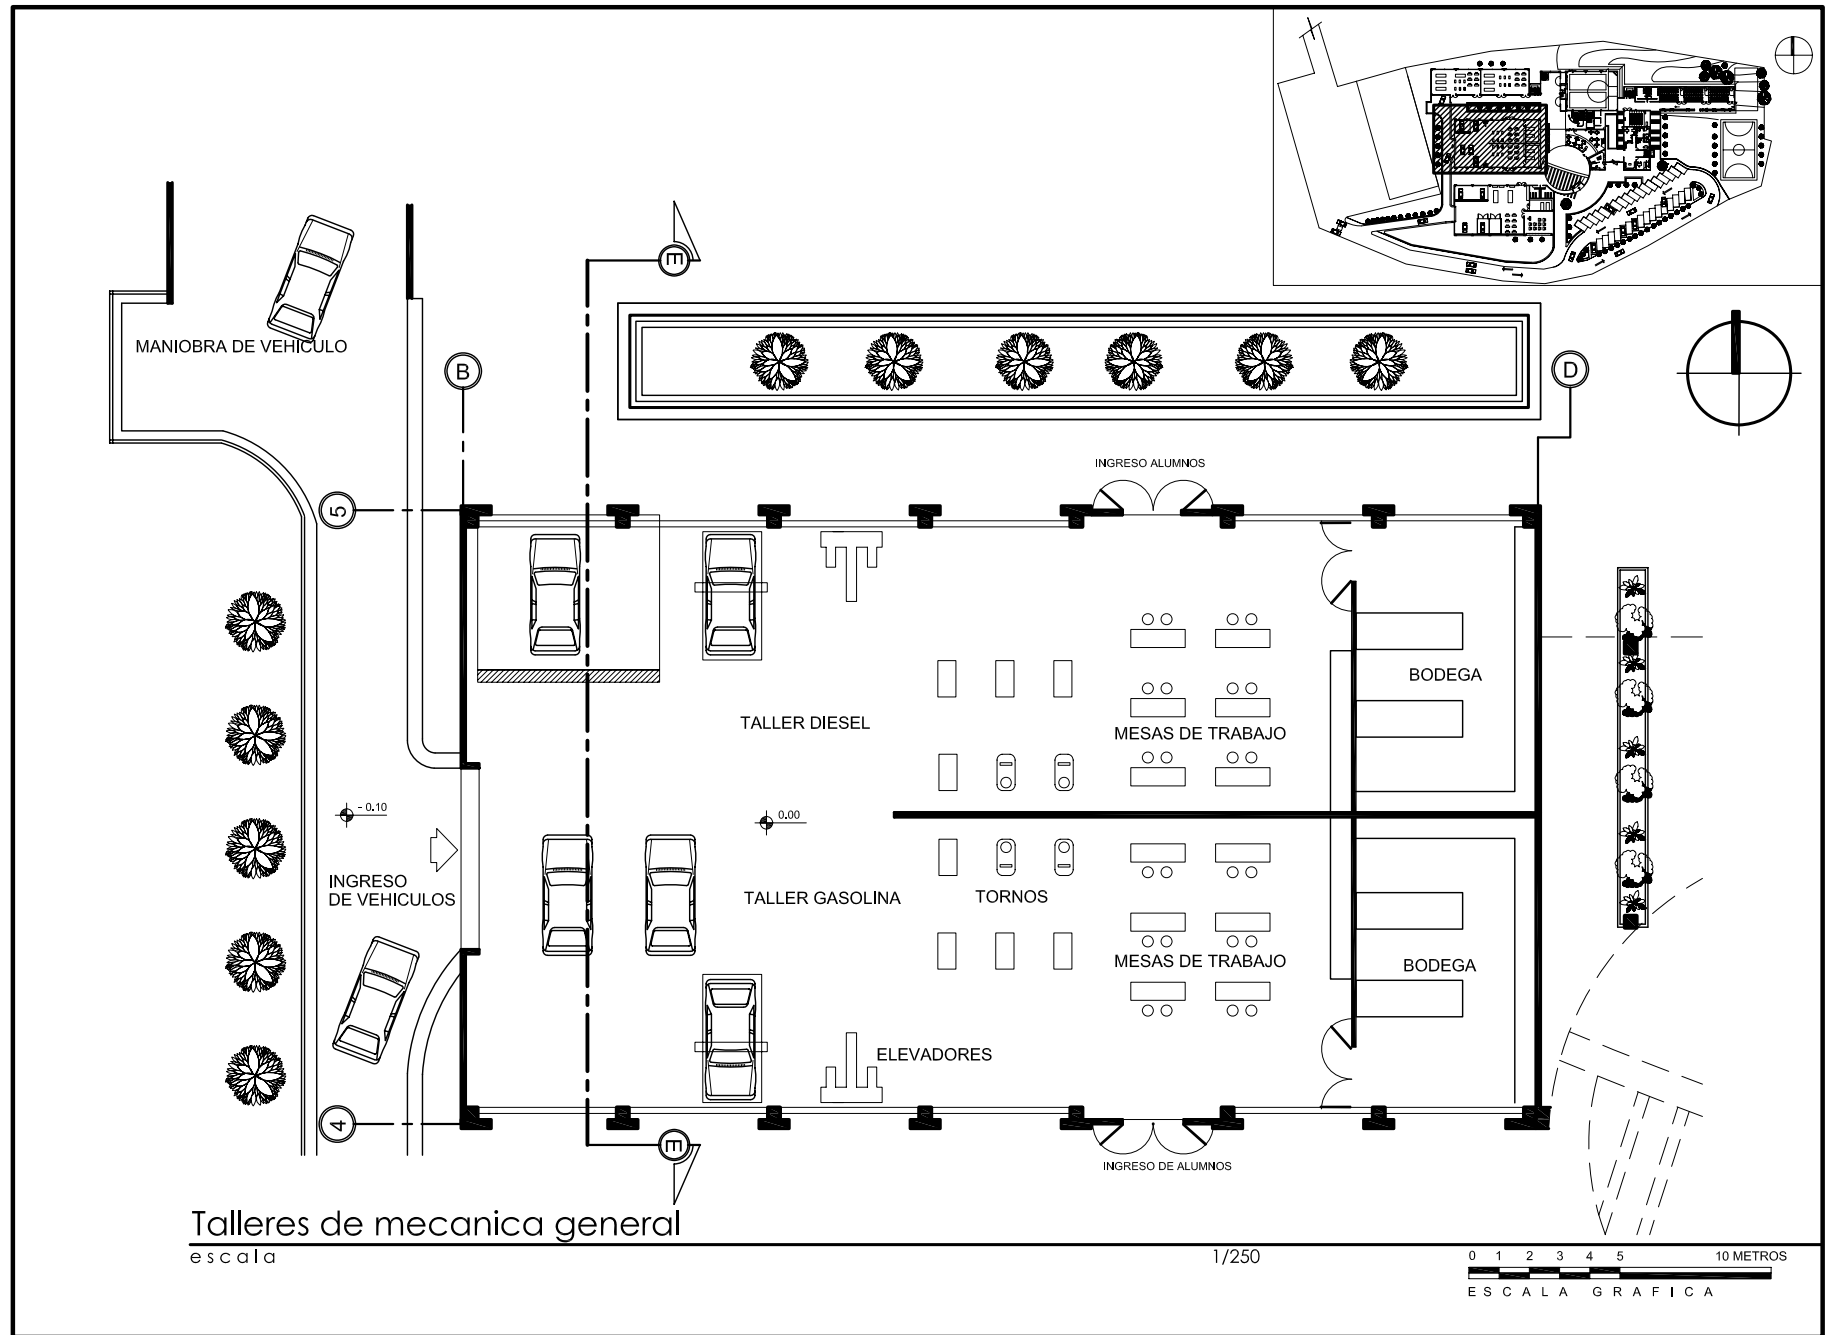 E
MANIOBRA DE VEHICULO
B
D
INGRESO ALUMNOS
5
BODEGA
TALLER DIESEL
MESAS DE TRABAJO
- 0.10
0.00
INGRESO
DE VEHICULOS
TALLER GASOLINA
TORNOS
MESAS DE TRABAJO
BODEGA
ELEVADORES
4
E
INGRESO DE ALUMNOS
Talleres de mecanica general
escala
1/250
0 1 2 3 4 5 10 METROS
ESCALA GRAFICA